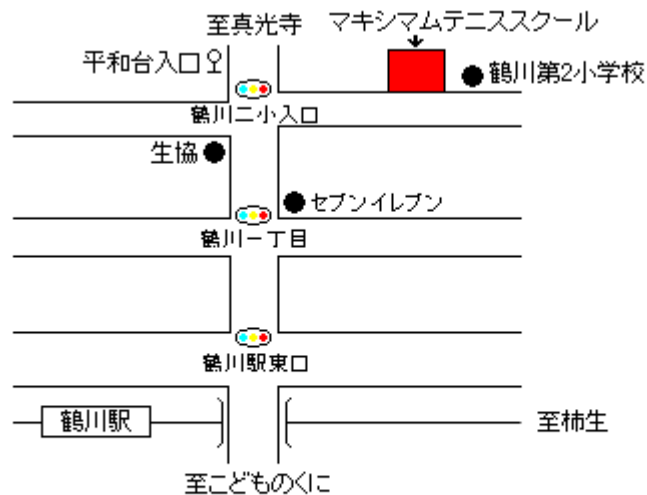 至真光寺
マキシマムテニススクール
平和台入口
鶴川第2小学校
鶴川二小入口
生協
セブンイレブン
鶴川一丁目
鶴川駅東口
鶴川駅
至柿生
至こどものくに